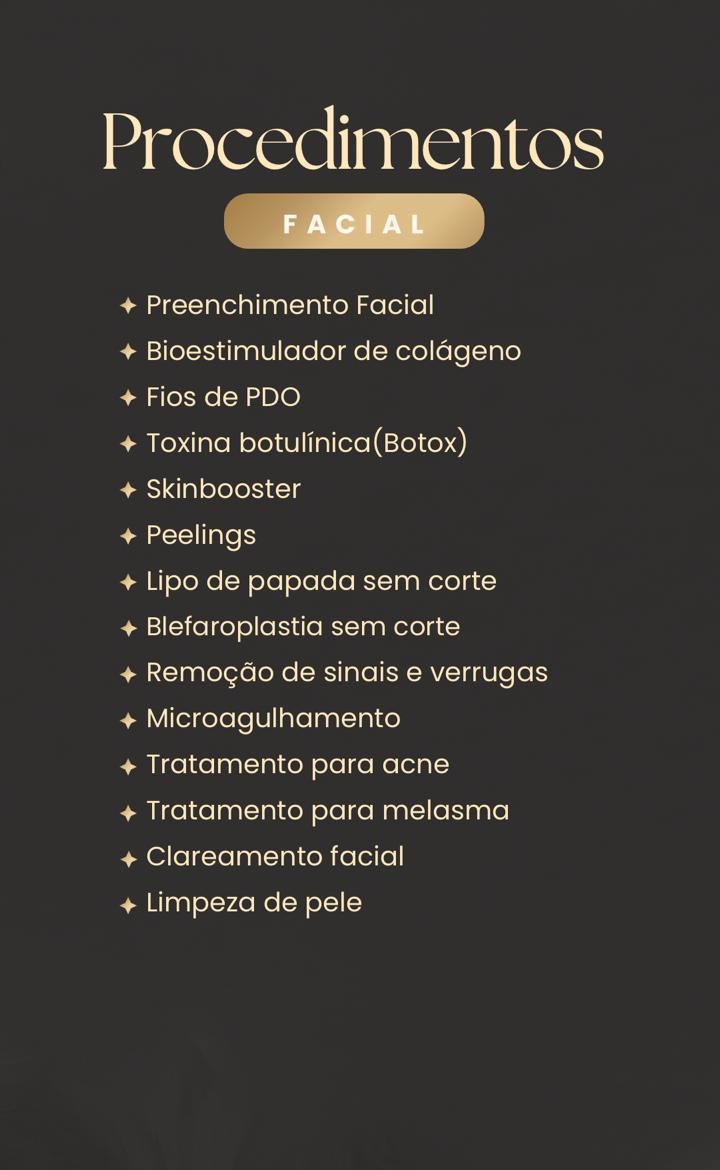 Procedimentos
FACIAL
Preenchimento Facial
Bioestimulador de colágeno
Fios de PDO
Toxina botulínica(Botox)
Skinbooster
Peelings
Lipo de papada sem corte
Blefaroplastia sem corte
Remoção de sinais e verrugas
Microagulhamento
Tratamento para acne
Tratamento para melasma
Clareamento facial
Limpeza de pele